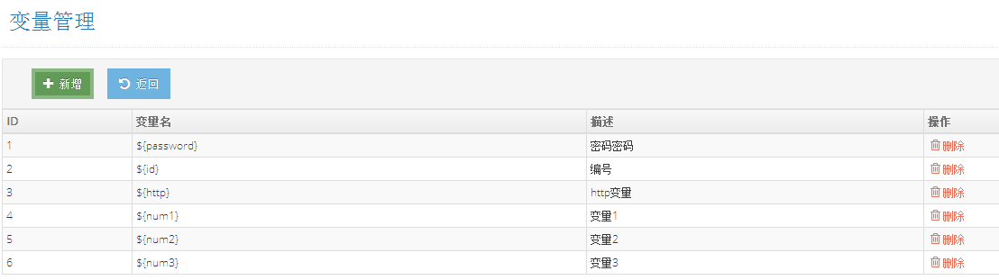 变量管理
新增 返回
ID 变量名 描述 操作
1 ${password} 密码密码 删除
2 ${id} 编号 删除
3 ${http} http变量 删除
4 ${num1} 变量1 删除
5 ${num2} 变量2 删除
6 ${num3} 变量3 删除